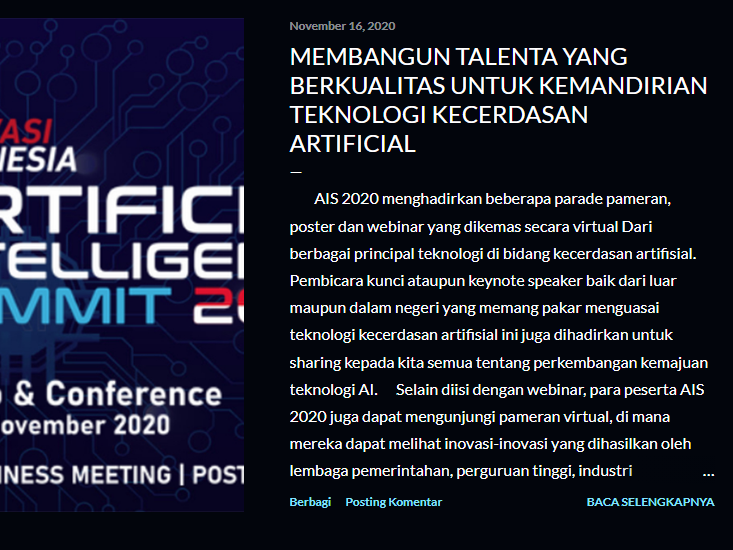 November 16, 2020
MEMBANGUN TALENTA YANG
BERKUALITAS UNTUK KEMANDIRIAN
TEKNOLOGI KECERDASAN
ARTIFICIAL
AIS 2020 menghadirkan beberapa parade pameran,
poster dan webinar yang dikemas secara virtual Dari
berbagai principal teknologi di bidang kecerdasan artifisial.
Pembicara kunci ataupun keynote speaker baik dari luar
maupun dalam negeri yang memang pakar menguasai
teknologi kecerdasan artifisial ini juga dihadirkan untuk
sharing kepada kita semua tentang perkembangan kemajuan
teknologi AI. Selain diisi dengan webinar, para peserta AIS
2020 juga dapat mengunjungi pameran virtual, di mana
mereka dapat melihat inovasi-inovasi yang dihasilkan oleh
lembaga pemerintahan, perguruan tinggi, industri ...
Berbagi Posting Komentar BACA SELENGKAPNYA
VASI
NESIA
RTIFICI
TELLIGE
MMIT 20
& Conference
ovember 2020
INESS MEETING | POST